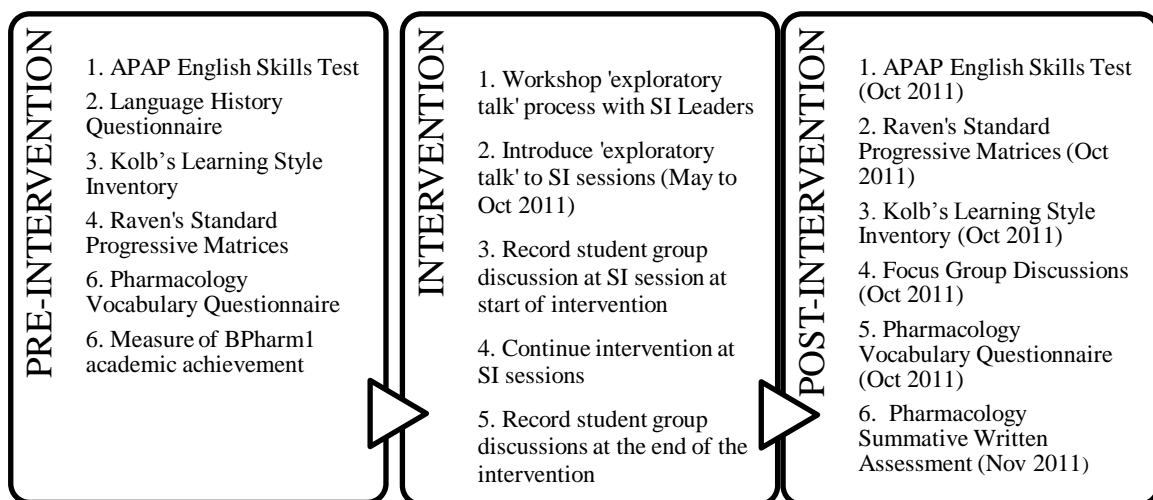 PRE-INTERVENTION
1. APAP English Skills Test
2. Language History
Questionnaire
3. Kolb’s Learning Style
Inventory
4. Raven's Standard
Progressive Matrices
6. Pharmacology
Vocabulary Questionnaire
6. Measure of BPharm1
academic achievement
INTERVENTION
1. Workshop 'exploratory
talk' process with SI Leaders
2. Introduce 'exploratory
talk' to SI sessions (May to
Oct 2011)
3. Record student group
discussion at SI session at
start of intervention
4. Continue intervention at
SI sessions
5. Record student group
discussions at the end of the
intervention
POST-INTERVENTION
1. APAP English Skills Test
(Oct 2011)
2. Raven's Standard
Progressive Matrices (Oct
2011)
3. Kolb’s Learning Style
Inventory (Oct 2011)
4. Focus Group Discussions
(Oct 2011)
5. Pharmacology
Vocabulary Questionnaire
(Oct 2011)
6. Pharmacology
Summative Written
Assessment (Nov 2011)